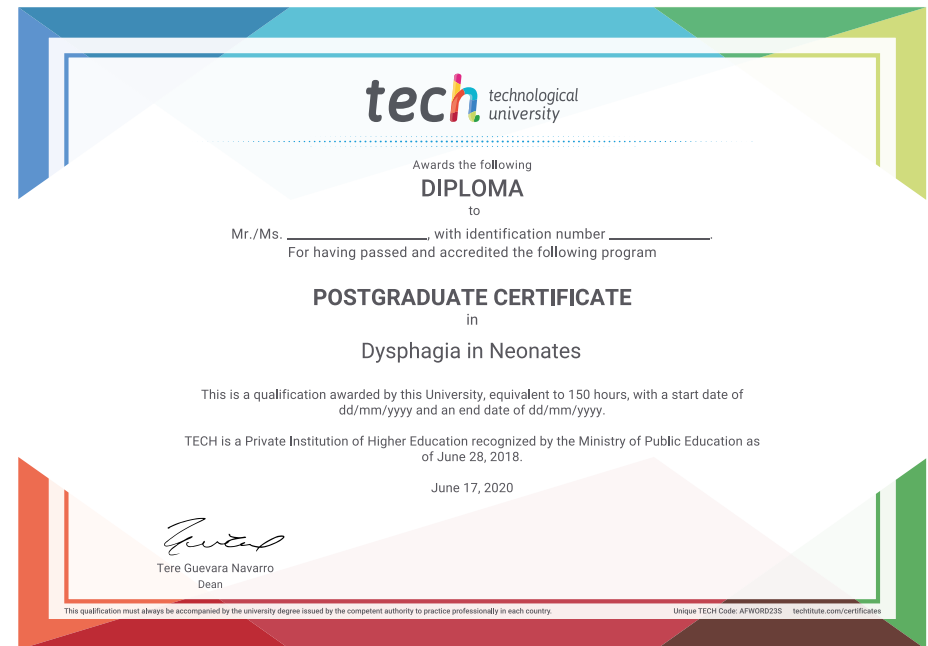 tech technological
university
Awards the following
DIPLOMA
to
Mr./Ms. ____________________, with identification number ______________.
For having passed and accredited the following program
POSTGRADUATE CERTIFICATE
in
Dysphagia in Neonates
This is a qualification awarded by this University, equivalent to 150 hours, with a start date of
dd/mm/yyyy and an end date of dd/mm/yyyy.
TECH is a Private Institution of Higher Education recognized by the Ministry of Public Education as
of June 28, 2018.
June 17, 2020
Tere Guevara Navarro
Dean
This qualification must always be accompanied by the university degree issued by the competent authority to practice professionally in each country.
Unique TECH Code: AFWORD23S techtitute.com/certificates